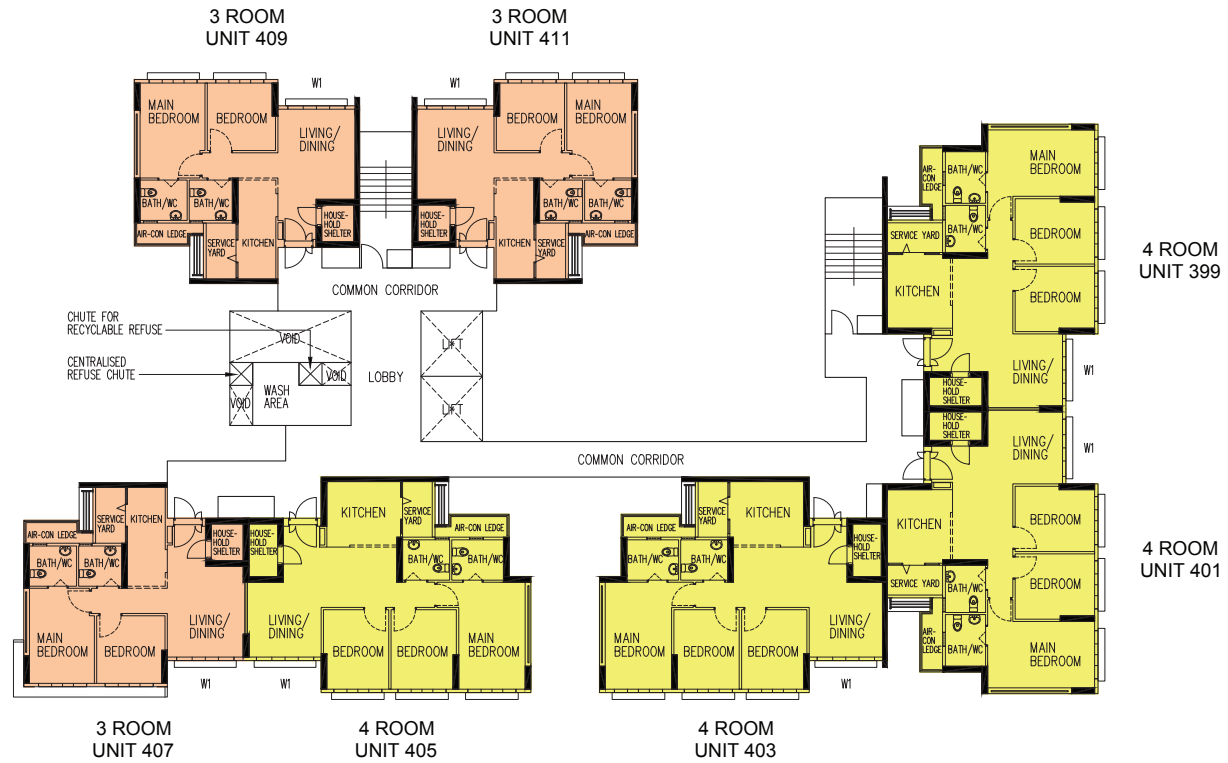 3 ROOM
UNIT 409
3 ROOM
UNIT 411
W1
W1
MAIN
BEDROOM
BEDROOM
LIVING/
DINING
BATH/WC
BATH/WC
AIR-CON LEDGE
SERVICE
YARD
KITCHEN
HOUSE-
HOLD
SHELTER
LIVING/
DINING
BEDROOM
MAIN
BEDROOM
HOUSE-
HOLD
SHELTER
BATH/WC
BATH/WC
KITCHEN
SERVICE
YARD
AIR-CON LEDGE
COMMON CORRIDOR
CHUTE FOR
RECYCLABLE REFUSE
CENTRALISED
REFUSE CHUTE
VOID
VOID
VOID
WASH
AREA
LOBBY
LIFT
LIFT
AIR-
CON
LEDGE
BATH/WC
BATH/WC
MAIN
BEDROOM
SERVICE YARD
BEDROOM
KITCHEN
BEDROOM
4 ROOM
UNIT 399
LIVING/
DINING
W1
HOUSE-
HOLD
SHELTER
HOUSE-
HOLD
SHELTER
LIVING/
DINING
W1
KITCHEN
BEDROOM
SERVICE YARD
BEDROOM
4 ROOM
UNIT 401
AIR-
CON
LEDGE
BATH/WC
BATH/WC
MAIN
BEDROOM
COMMON CORRIDOR
SERVICE
YARD
KITCHEN
AIR-CON LEDGE
HOUSE-
HOLD
SHELTER
BATH/WC
BATH/WC
MAIN
BEDROOM
BEDROOM
LIVING/
DINING
W1
HOUSE-
HOLD
SHELTER
KITCHEN
SERVICE
YARD
AIR-CON LEDGE
BATH/WC
BATH/WC
LIVING/
DINING
BEDROOM
BEDROOM
MAIN
BEDROOM
W1
SERVICE
YARD
KITCHEN
AIR-CON LEDGE
HOUSE-
HOLD
SHELTER
BATH/WC
BATH/WC
MAIN
BEDROOM
BEDROOM
BEDROOM
LIVING/
DINING
W1
3 ROOM
UNIT 407
4 ROOM
UNIT 405
4 ROOM
UNIT 403